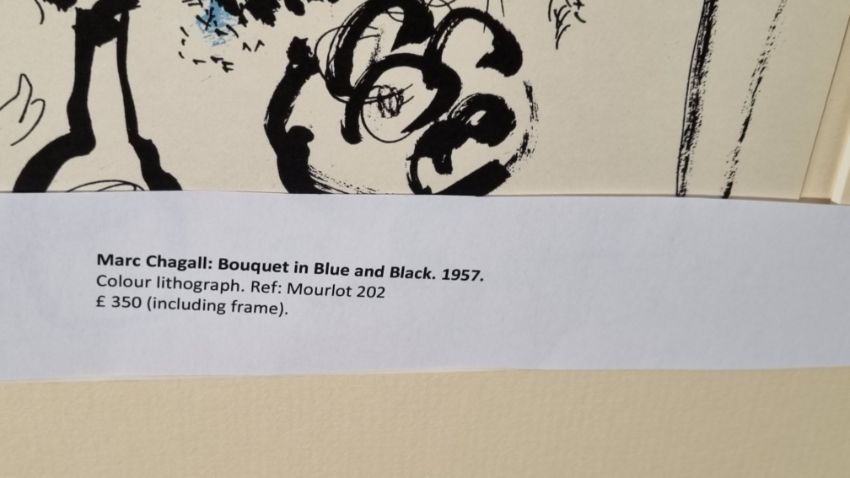 Marc Chagall: Bouquet in Blue and Black. 1957.
Colour lithograph. Ref: Mourlot 202
£ 350 (including frame).